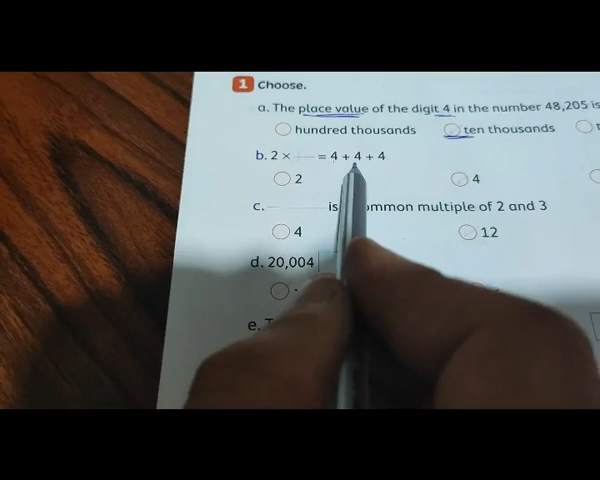 1 Choose.
a. The place value of the digit 4 in the number 48,205 is
hundred thousands ten thousands
b. 2 × = 4 + 4 + 4
2 4
c. is ommon multiple of 2 and 3
4 12
d. 20,004
e.